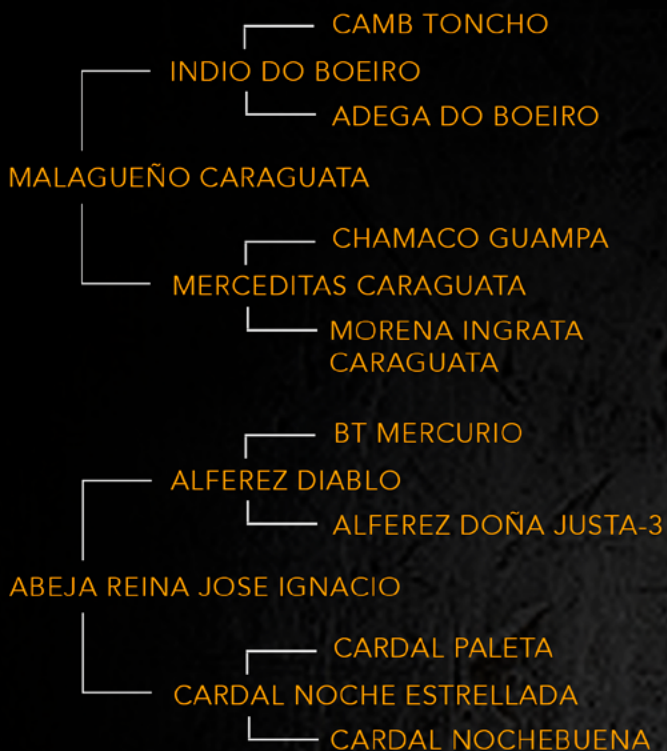 CAMB TONCHO
INDIO DO BOEIRO
ADEGA DO BOEIRO
MALAGUEÑO CARAGUATA
CHAMACO GUAMPA
MERCEDITAS CARAGUATA
MORENA INGRATA
CARAGUATA
BT MERCURIO
ALFEREZ DIABLO
ALFEREZ DOÑA JUSTA-3
ABEJA REINA JOSE IGNACIO
CARDAL PALETA
CARDAL NOCHE ESTRELLADA
CARDAL NOCHEBUENA